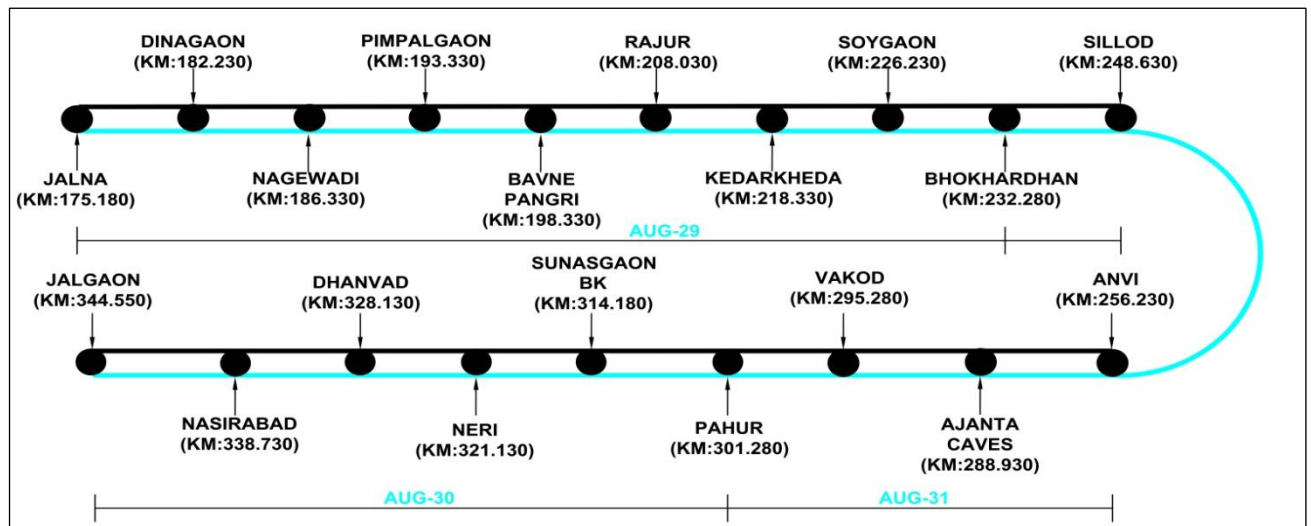 DINAGAON
(KM:182.230)
PIMPALGAON
(KM:193.330)
RAJUR
(KM:208.030)
SOYGAON
(KM:226.230)
SILLOD
(KM:248.630)
JALNA
(KM:175.180)
NAGEWADI
(KM:186.330)
BAVNE
PANGRI
(KM:198.330)
KEDARKHEDA
(KM:218.330)
BHOKHARDHAN
(KM:232.280)
AUG-29
JALGAON
(KM:344.550)
DHANVAD
(KM:328.130)
SUNASGAON
BK
(KM:314.180)
VAKOD
(KM:295.280)
ANVI
(KM:256.230)
NASIRABAD
(KM:338.730)
NERI
(KM:321.130)
PAHUR
(KM:301.280)
AJANTA
CAVES
(KM:288.930)
AUG-30
AUG-31